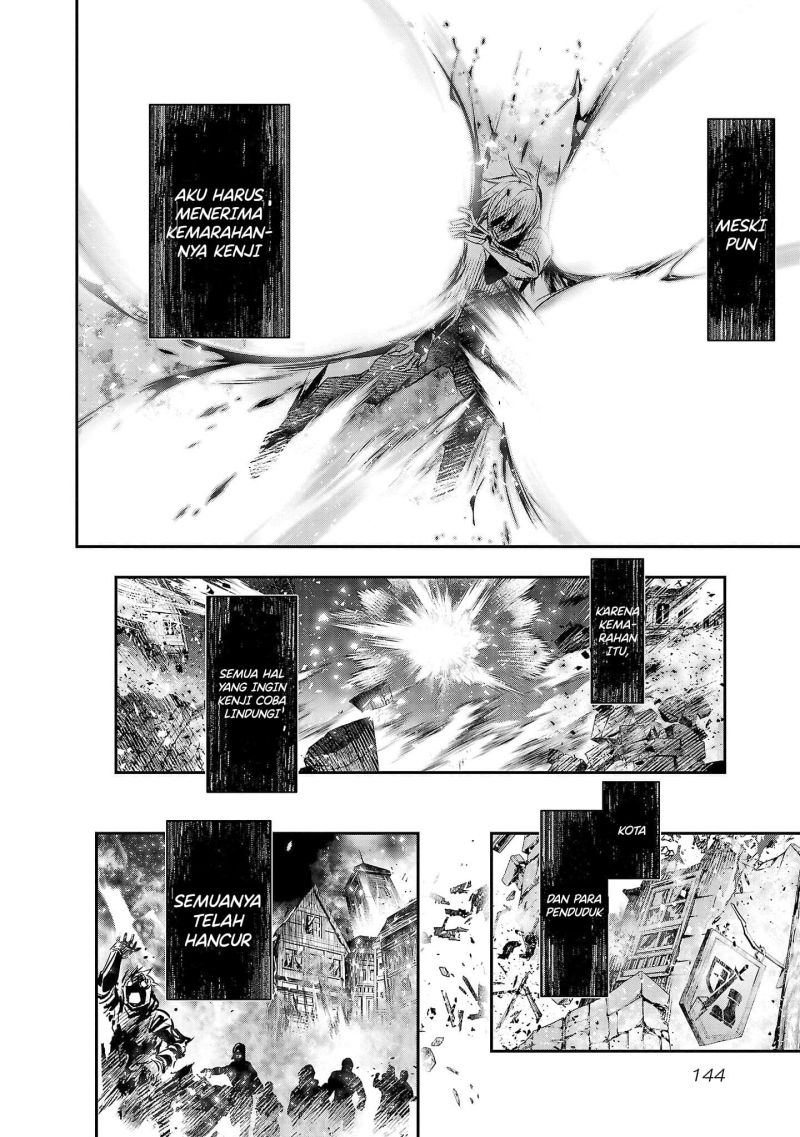 MESKI
PUN
AKU HARUS
MENERIMA
KEMARAHAN-
NYA KENJI
KARENA
KEMA-
RAHAN
ITU,
SEMUA HAL
YANG INGIN
KENJI COBA
LINDUNGI
KOTA
DAN PARA
PENDUDUK
SEMUANYA
TELAH
HANCUR
144